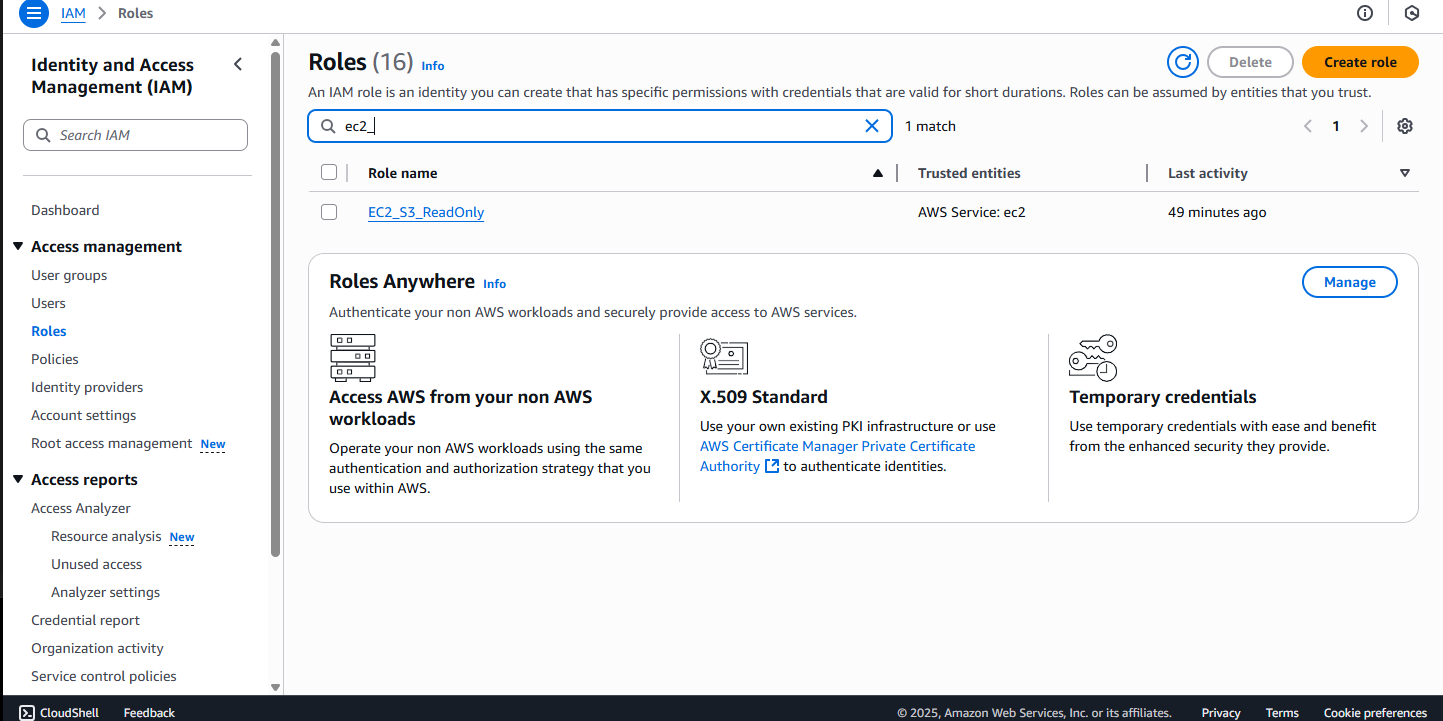 IAM > Roles
Identity and Access
Management (IAM)
Search IAM
Dashboard
Access management
User groups
Users
Roles
Policies
Identity providers
Account settings
Root access management New
Access reports
Access Analyzer
Resource analysis New
Unused access
Analyzer settings
Credential report
Organization activity
Service control policies
Roles (16) Info
Delete
Create role
An IAM role is an identity you can create that has specific permissions with credentials that are valid for short durations. Roles can be assumed by entities that you trust.
ec2_
1 match
1
Role name Trusted entities Last activity
EC2_S3_ReadOnly AWS Service: ec2 49 minutes ago
Roles Anywhere Info
Manage
Authenticate your non AWS workloads and securely provide access to AWS services.
Access AWS from your non AWS
workloads
Operate your non AWS workloads using the same
authentication and authorization strategy that you
use within AWS.
X.509 Standard
Use your own existing PKI infrastructure or use
AWS Certificate Manager Private Certificate
Authority to authenticate identities.
Temporary credentials
Use temporary credentials with ease and benefit
from the enhanced security they provide.
CloudShell Feedback © 2025, Amazon Web Services, Inc. or its affiliates. Privacy Terms Cookie preferences